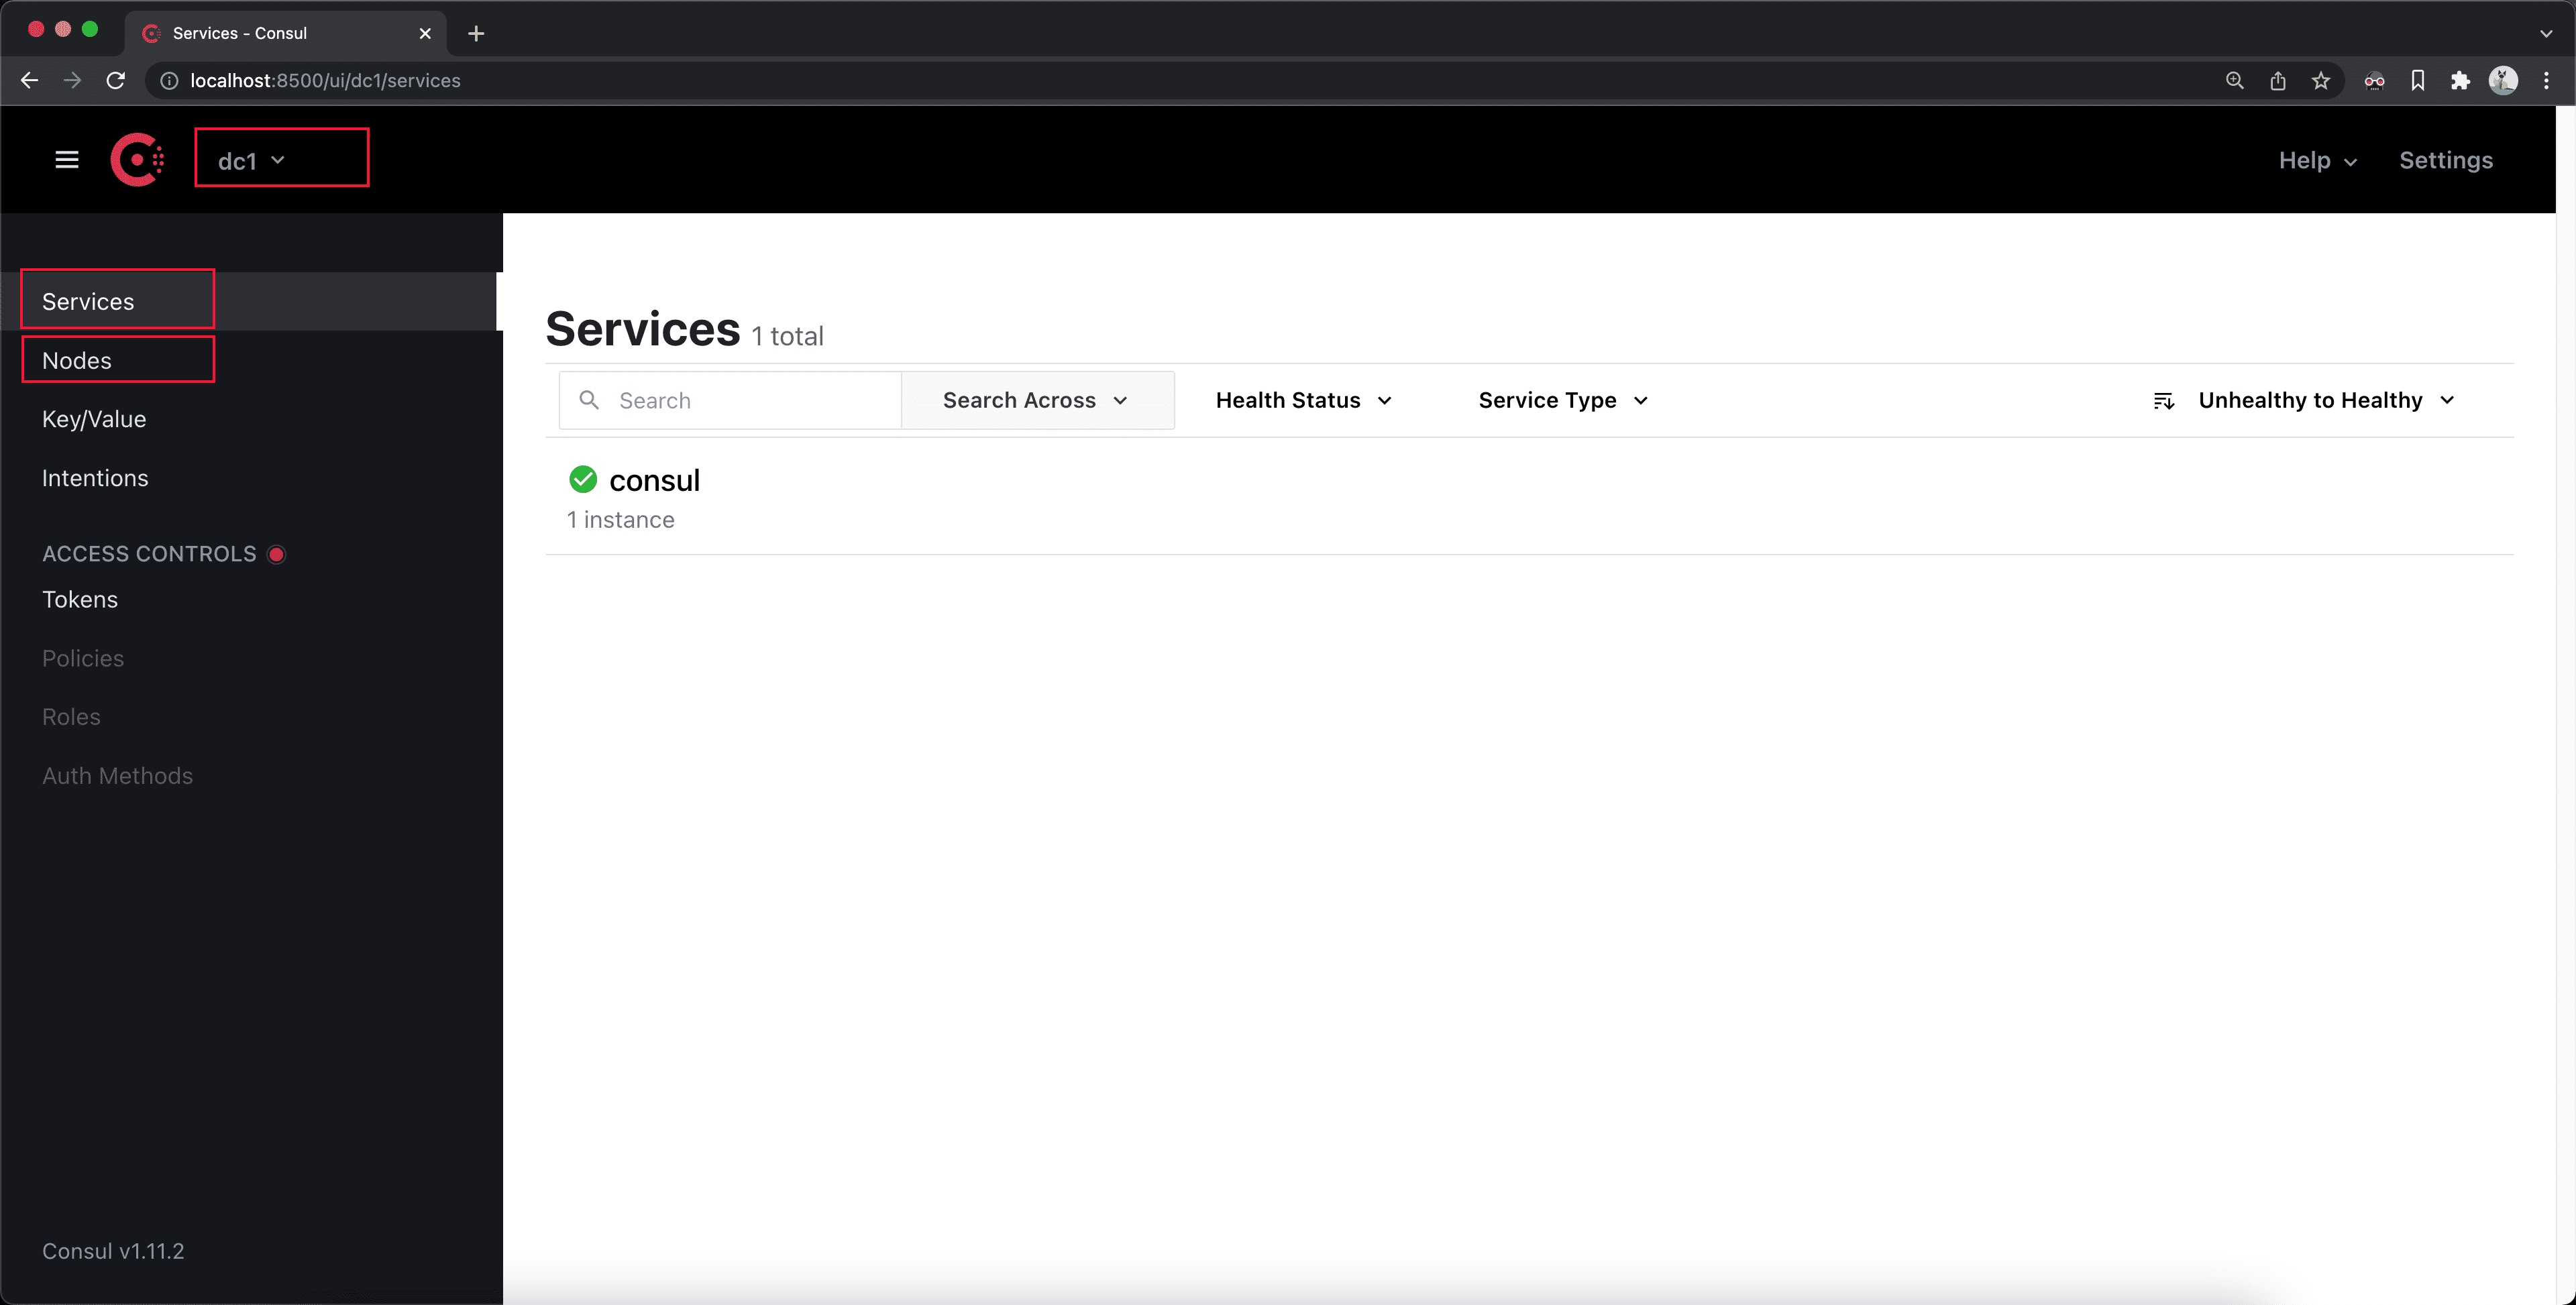 Services - Consul
localhost:8500/ui/dc1/services
dc1
Help
Settings
Services
Nodes
Key/Value
Intentions
ACCESS CONTROLS
Tokens
Policies
Roles
Auth Methods
Consul v1.11.2
Services 1 total
Search
Search Across
Health Status
Service Type
Unhealthy to Healthy
consul
1 instance